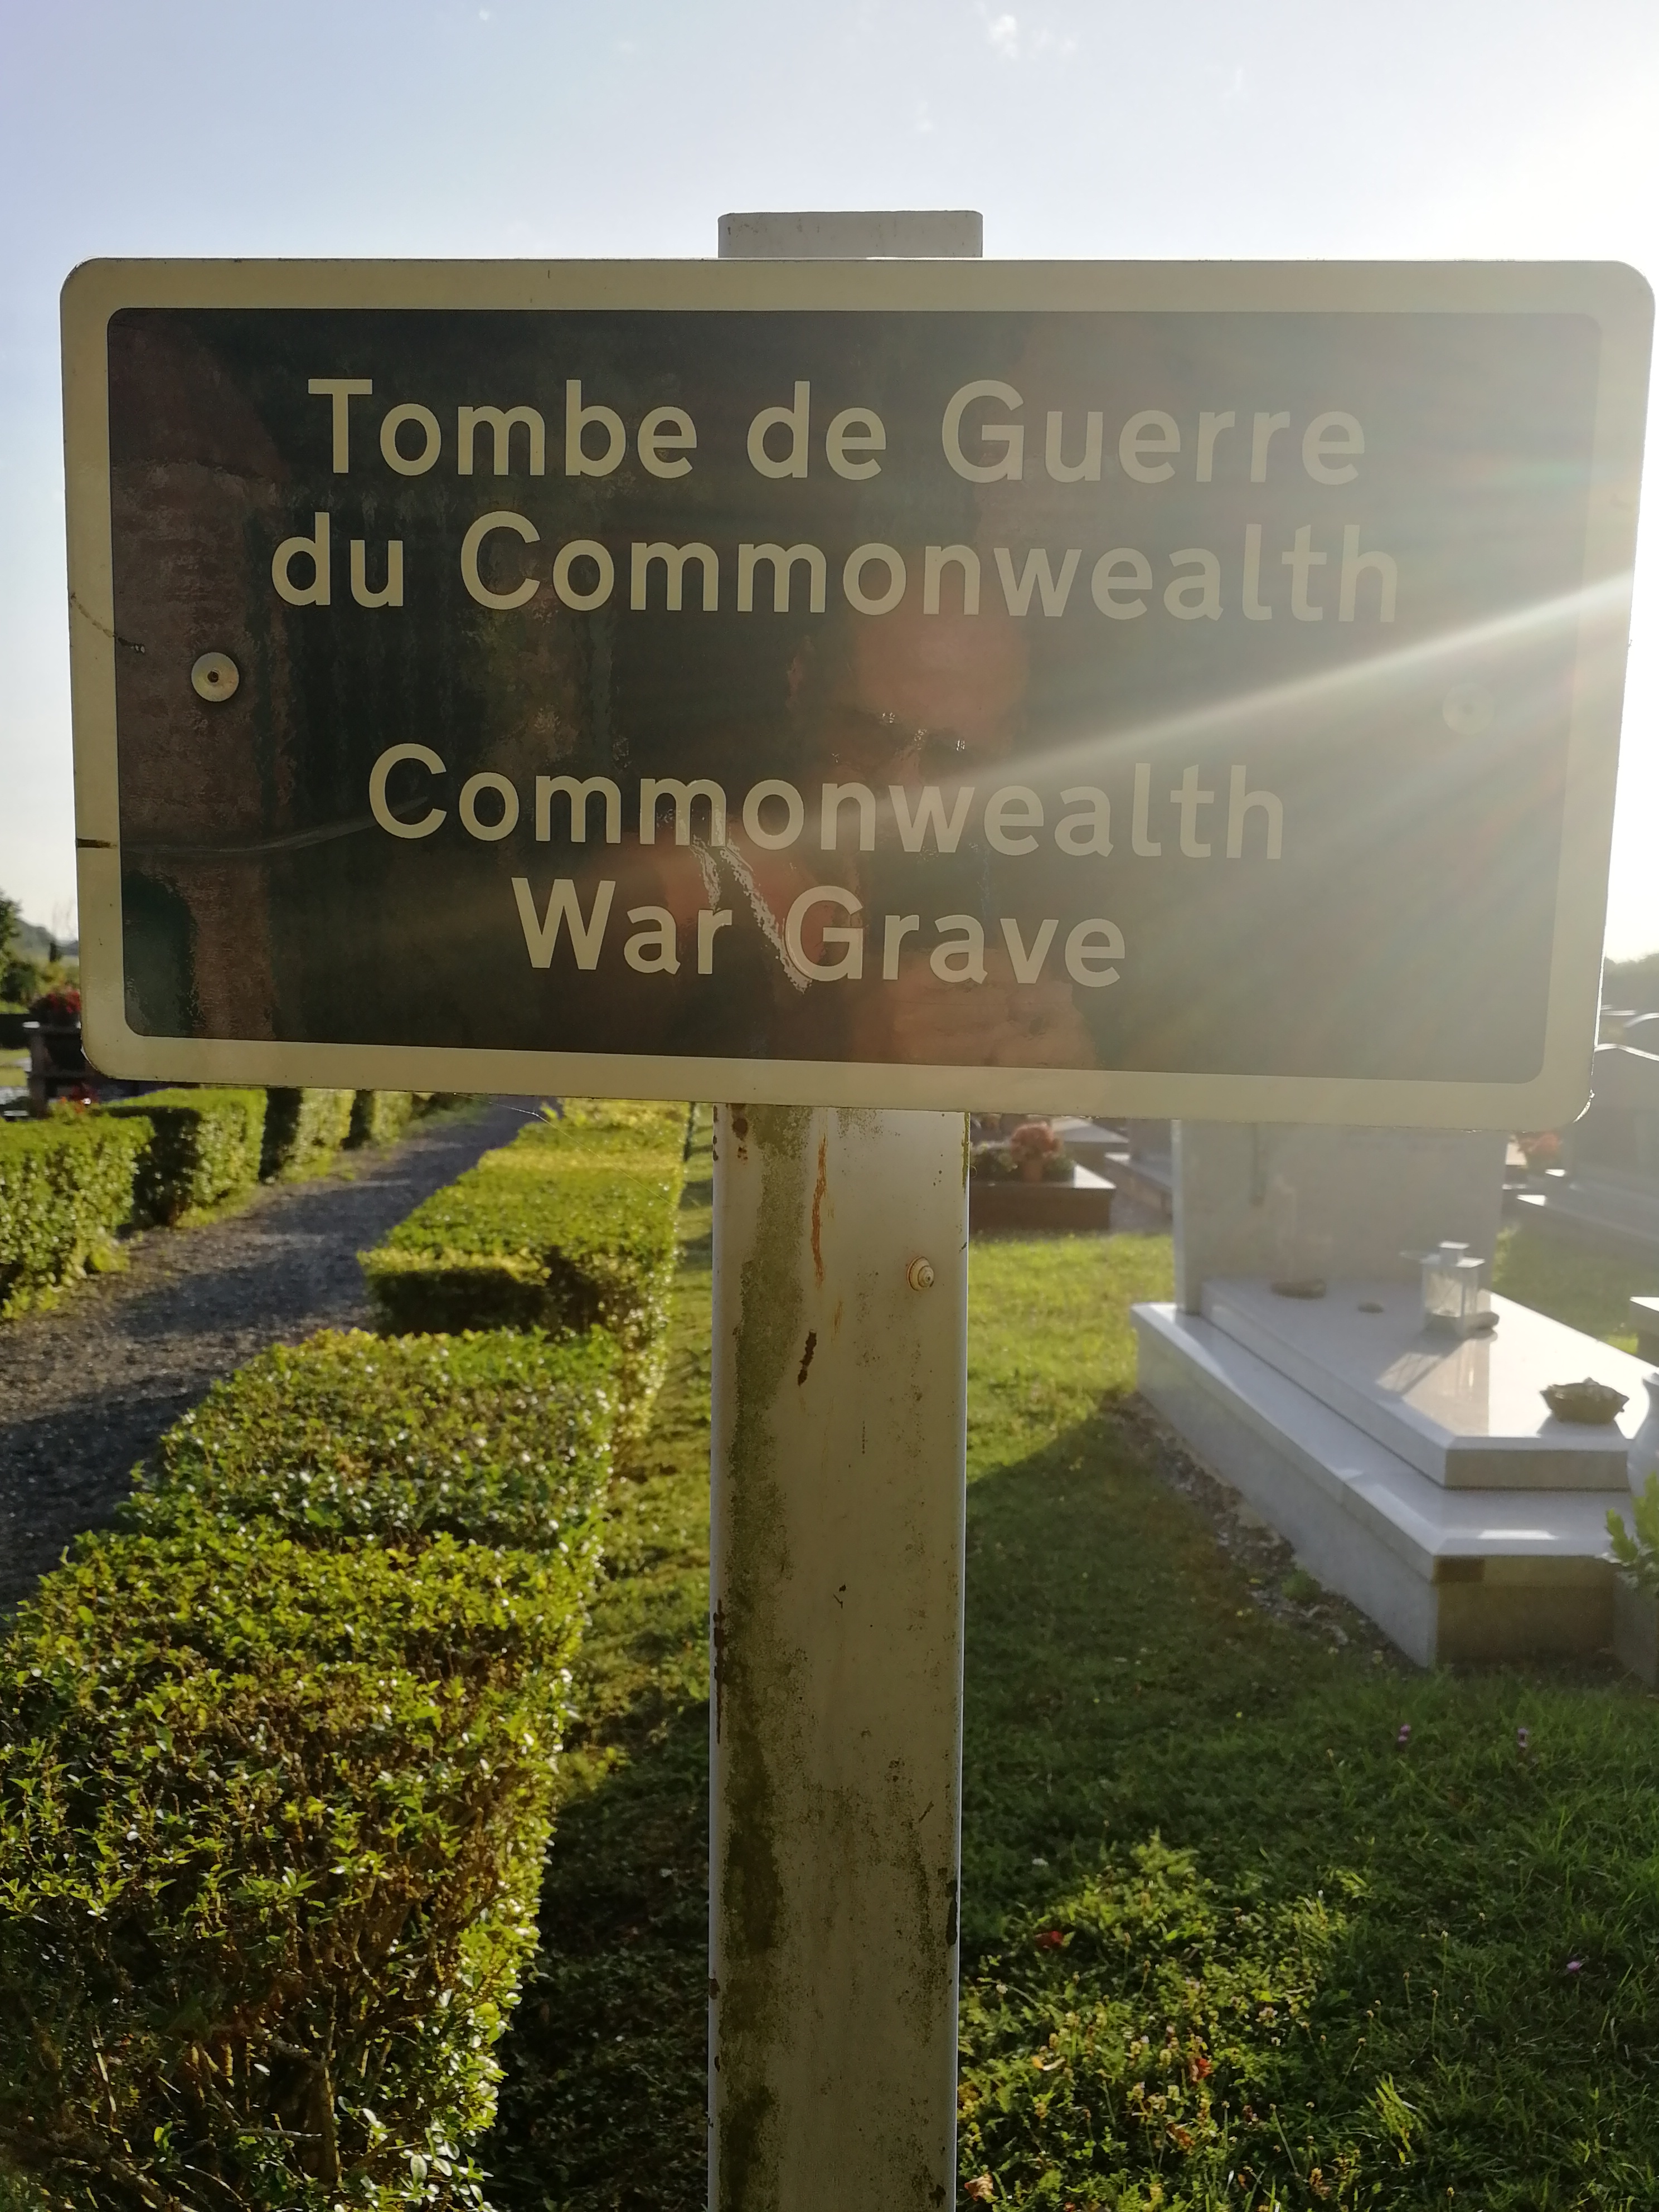 Tombe de Guerre
du Commonwealth
Commonwealth
War Grave